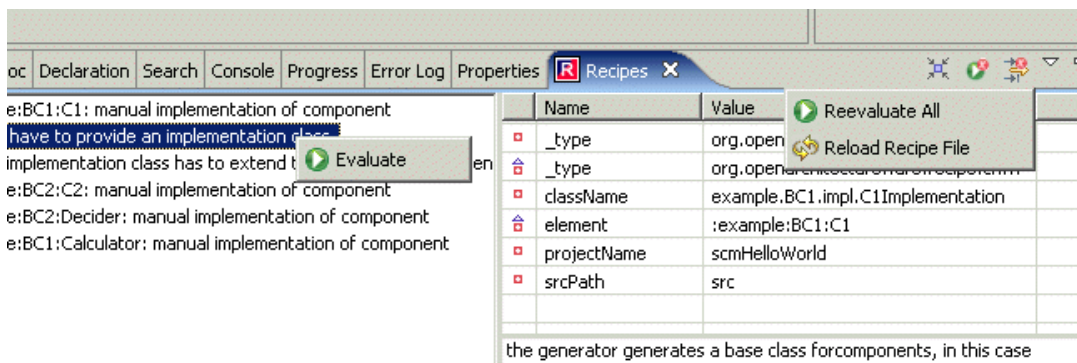 oc Declaration Search Console Progress Error Log Properties R Recipes
e:BC1:C1: manual implementation of component
have to provide an implementation class
implementation class has to extend t
en
e:BC2:C2: manual implementation of component
e:BC2:Decider: manual implementation of component
e:BC1:Calculator: manual implementation of component
Evaluate
Name Value
_type org.open
_type
className example.BC1.impl.C1Implementation
element :example:BC1:C1
projectName scmHelloWorld
srcPath src
Reevaluate All
Reload Recipe File
the generator generates a base class forcomponents, in this case